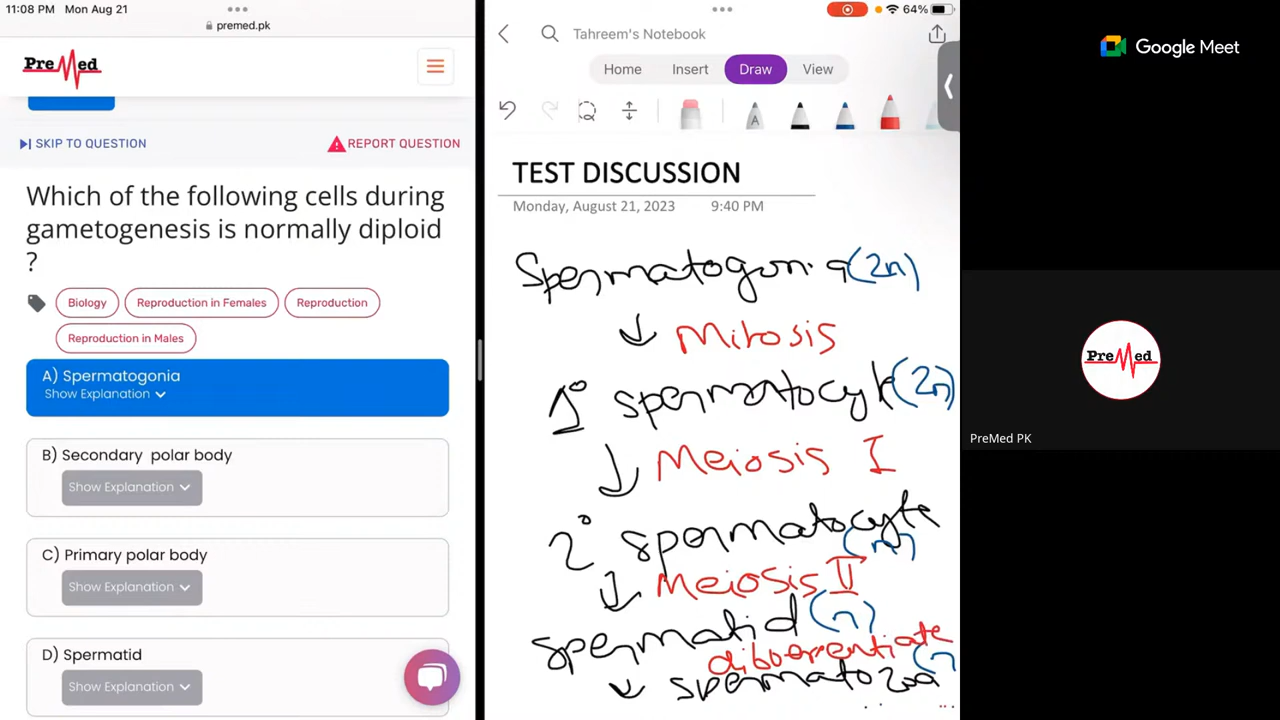 11:08 PM Mon Aug 21
premed.pk
PreMed
SKIP TO QUESTION
REPORT QUESTION
Which of the following cells during
gametogenesis is normally diploid
?
Biology
Reproduction in Females
Reproduction
Reproduction in Males
A) Spermatogonia
Show Explanation
B) Secondary polar body
Show Explanation
C) Primary polar body
Show Explanation
D) Spermatid
Show Explanation
64%
Tahreem's Notebook
Home
Insert
Draw
View
A
TEST DISCUSSION
Monday, August 21, 2023
9:40 PM
Spermatogonia (2n)
↓ Mitosis
1° spermatocyte (2n)
↓ Meiosis I
2° spermatocyte
(n)
↓ Meiosis II
spermatid (n)
differentiate
↓ spermatozoa (n
Google Meet
PreMed
PreMed PK